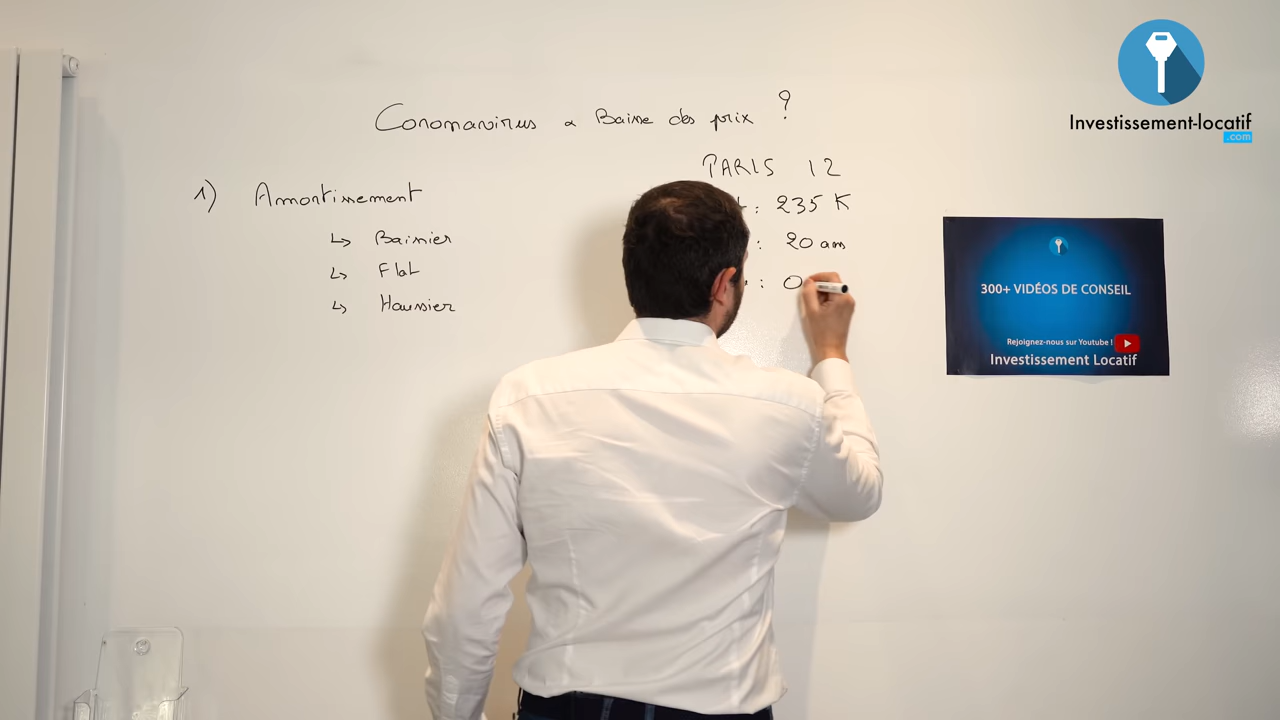 Coronavirus & Baisse des prix ?
1) Amortissement
↳ Baissier
↳ Flat
↳ Haussier
PARIS 12
: 235 K
: 20 ans
: 0
Investissement-locatif
.com
300+ VIDÉOS DE CONSEIL
Rejoignez-nous sur Youtube !
Investissement Locatif